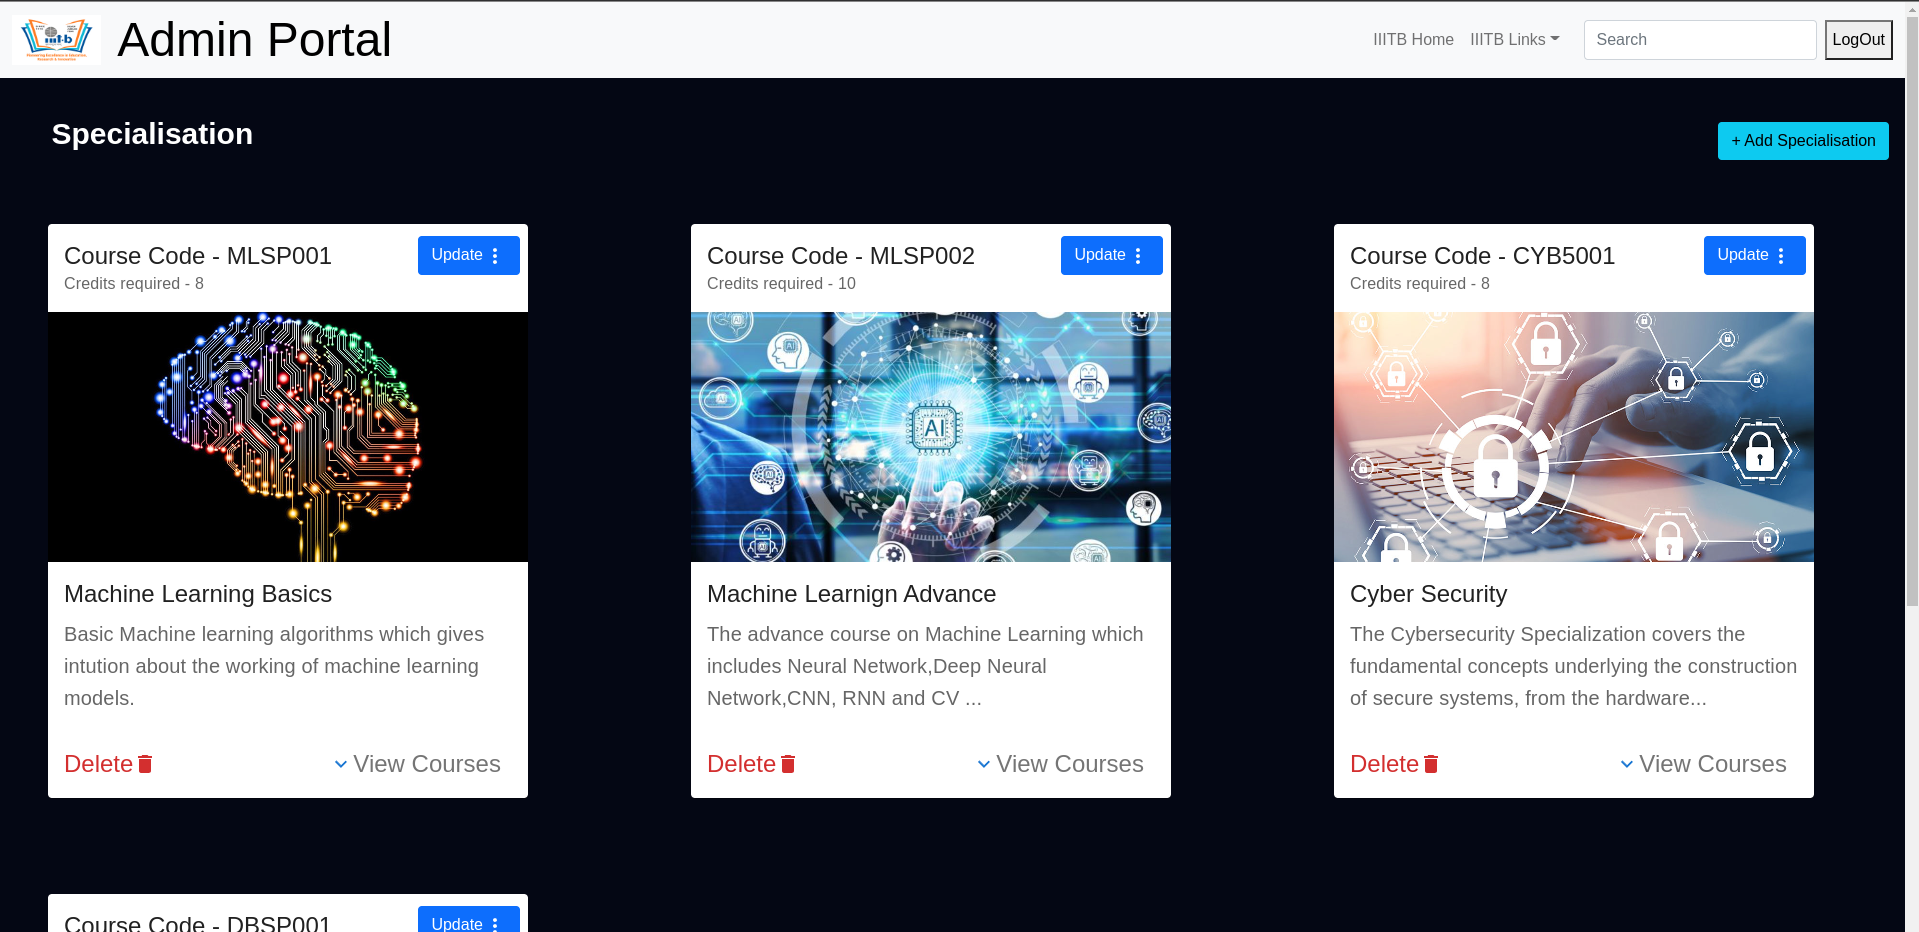 iiitb
Admin Portal
IIITB Home
IIITB Links
Search
LogOut
Specialisation
+ Add Specialisation
Course Code - MLSP001
Update
Credits required - 8
Machine Learning Basics
Basic Machine learning algorithms which gives
intution about the working of machine learning
models.
Delete
View Courses
Course Code - MLSP002
Update
Credits required - 10
AI
Machine Learnign Advance
The advance course on Machine Learning which
includes Neural Network,Deep Neural
Network,CNN, RNN and CV ...
Delete
View Courses
Course Code - CYB5001
Update
Credits required - 8
Cyber Security
The Cybersecurity Specialization covers the
fundamental concepts underlying the construction
of secure systems, from the hardware...
Delete
View Courses
Course Code - DBSP001
Update